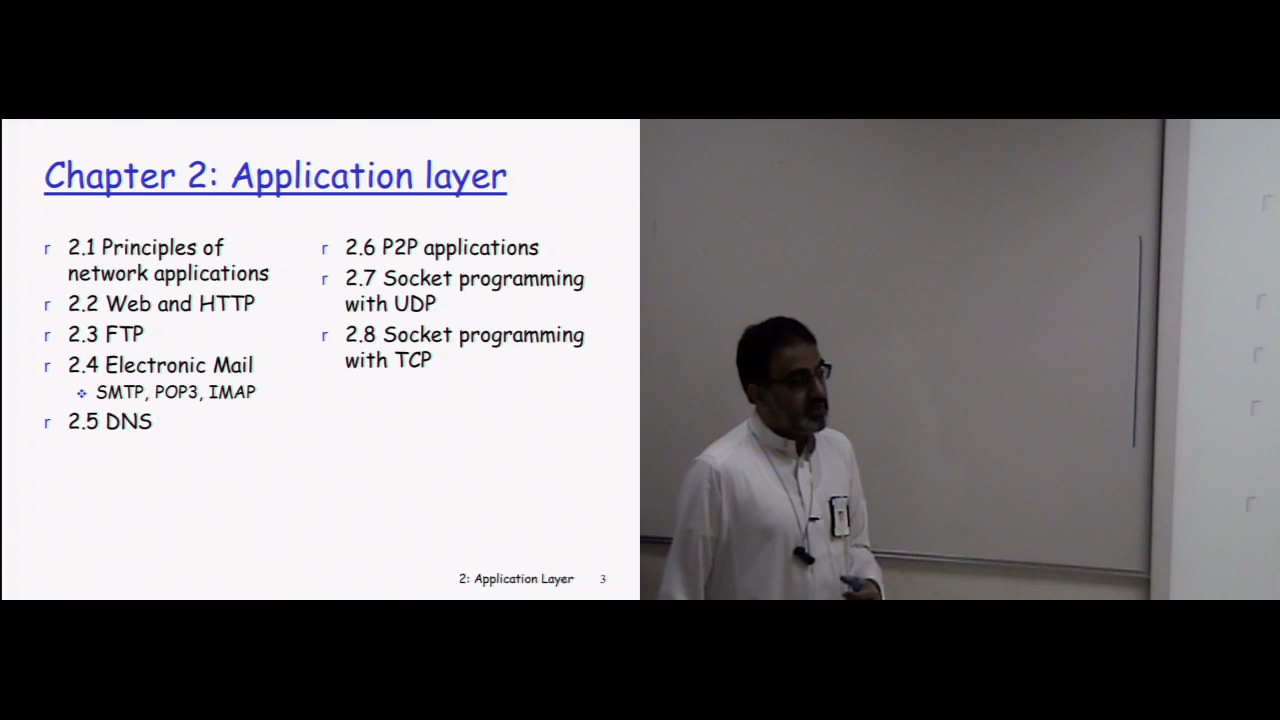 Chapter 2: Application layer
2.1 Principles of
network applications
2.2 Web and HTTP
2.3 FTP
2.4 Electronic Mail
SMTP, POP3, IMAP
2.5 DNS
2.6 P2P applications
2.7 Socket programming
with UDP
2.8 Socket programming
with TCP
2: Application Layer 3